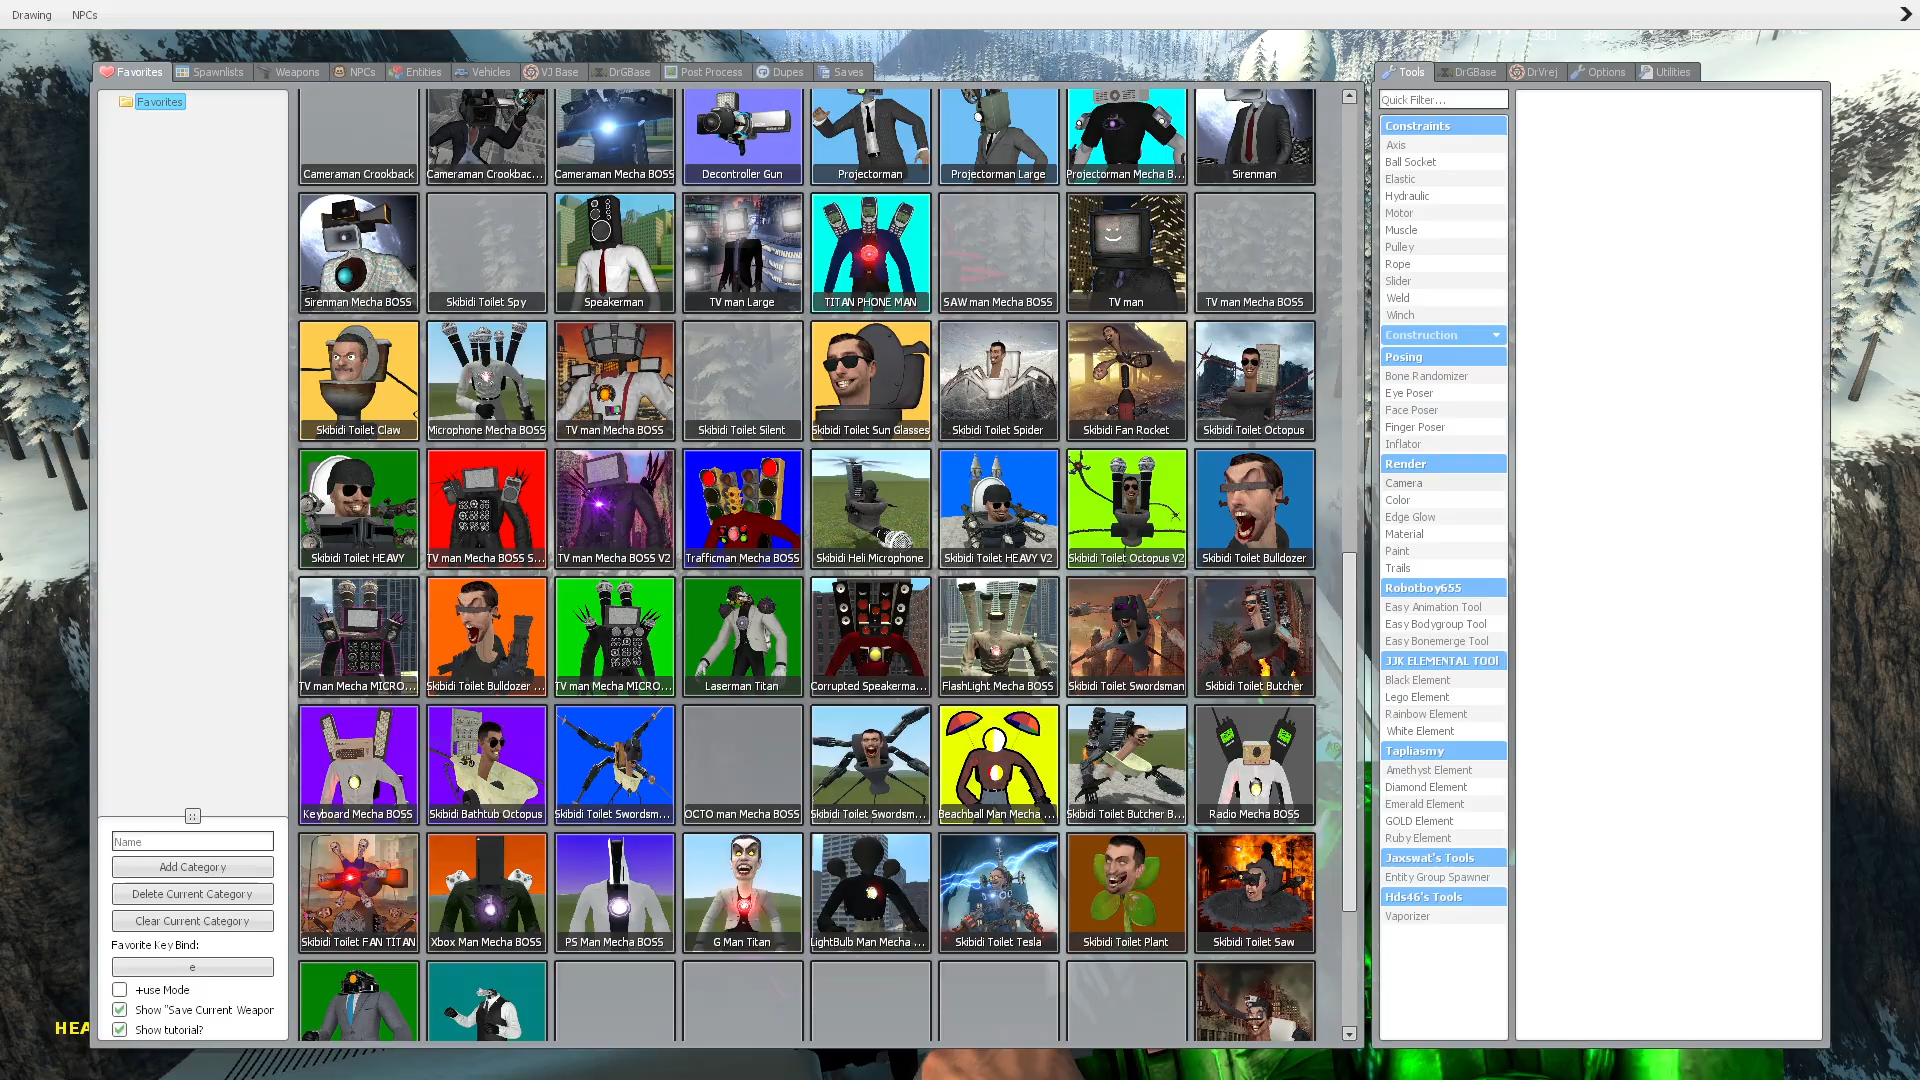 Drawing NPCs
Favorites Spawnlists Weapons NPCs Entities Vehicles VJ Base DrGBase Post Process Dupes Saves
Tools DrGBase DrVrej Options Utilities
Favorites
Cameraman Crookback Cameraman Crookbac... Cameraman Mecha BOSS Decontroller Gun Projectorman Projectorman Large Projectorman Mecha B... Sirenman
Sirenman Mecha BOSS Skibidi Toilet Spy Speakerman TV man Large TITAN PHONE MAN SAW man Mecha BOSS TV man TV man Mecha BOSS
Skibidi Toilet Claw Microphone Mecha BOSS TV man Mecha BOSS Skibidi Toilet Silent Skibidi Toilet Sun Glasses Skibidi Toilet Spider Skibidi Fan Rocket Skibidi Toilet Octopus
Skibidi Toilet HEAVY TV man Mecha BOSS S... TV man Mecha BOSS V2 Trafficman Mecha BOSS Skibidi Heli Microphone Skibidi Toilet HEAVY V2 Skibidi Toilet Octopus V2 Skibidi Toilet Bulldozer
TV man Mecha MICRO... Skibidi Toilet Bulldozer ... TV man Mecha MICRO... Laserman Titan Corrupted Speakerma... FlashLight Mecha BOSS Skibidi Toilet Swordsman Skibidi Toilet Butcher
Keyboard Mecha BOSS Skibidi Bathtub Octopus Skibidi Toilet Swordsm... OCTO man Mecha BOSS Skibidi Toilet Swordsm... Beachball Man Mecha ... Skibidi Toilet Butcher B... Radio Mecha BOSS
Skibidi Toilet FAN TITAN Xbox Man Mecha BOSS PS Man Mecha BOSS G Man Titan LightBulb Man Mecha ... Skibidi Toilet Tesla Skibidi Toilet Plant Skibidi Toilet Saw
Name
Add Category
Delete Current Category
Clear Current Category
Favorite Key Bind:
e
+use Mode
Show "Save Current Weapon
Show tutorial?
HEA
Quick Filter...
Constraints
Axis
Ball Socket
Elastic
Hydraulic
Motor
Muscle
Pulley
Rope
Slider
Weld
Winch
Construction
Posing
Bone Randomizer
Eye Poser
Face Poser
Finger Poser
Inflator
Render
Camera
Color
Edge Glow
Material
Paint
Trails
Robotboy655
Easy Animation Tool
Easy Bodygroup Tool
Easy Bonemerge Tool
JJK ELEMENTAL TOOl
Black Element
Lego Element
Rainbow Element
White Element
Tapliasmy
Amethyst Element
Diamond Element
Emerald Element
GOLD Element
Ruby Element
Jaxswat's Tools
Entity Group Spawner
Hds46's Tools
Vaporizer